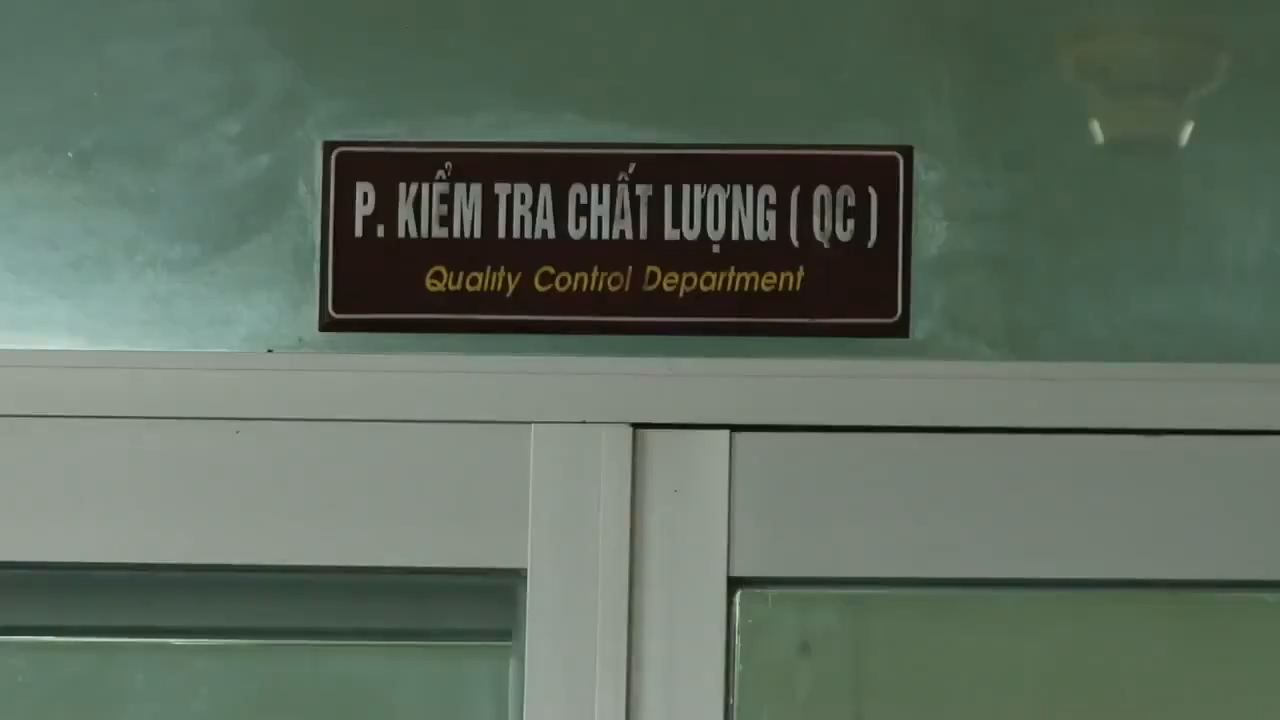 P. KIỂM TRA CHẤT LƯỢNG ( QC )
Quality Control Department